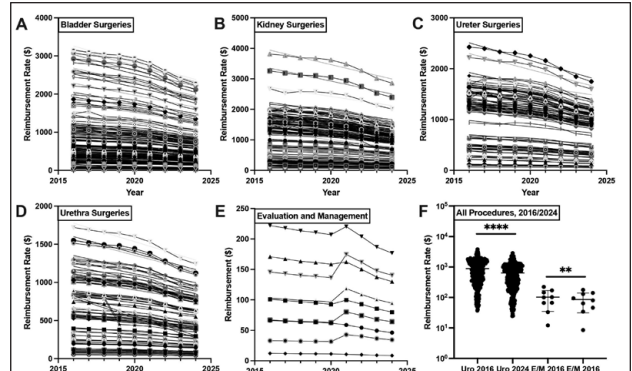 A
Bladder Surgeries
Reimbursement Rate ($)
4000
3000
2000
1000
0
2015
2020
2025
Year
B
Kidney Surgeries
Reimbursement Rate ($)
5000
4000
3000
2000
1000
0
2015
2020
2025
Year
C
Ureter Surgeries
Reimbursement Rate ($)
3000
2000
1000
0
2015
2020
2025
Year
D
Urethra Surgeries
Reimbursement Rate ($)
2000
1500
1000
500
0
2015
2020
2025
E
Evaluation and Management
Reimbursement ($)
250
200
150
100
50
0
2015
2020
2025
F
All Procedures, 2016/2024
Reimbursement Rate ($)
10⁵
10⁴
10³
10²
10¹
10⁰
****
**
Uro 2016 Uro 2024 E/M 2016 E/M 2016